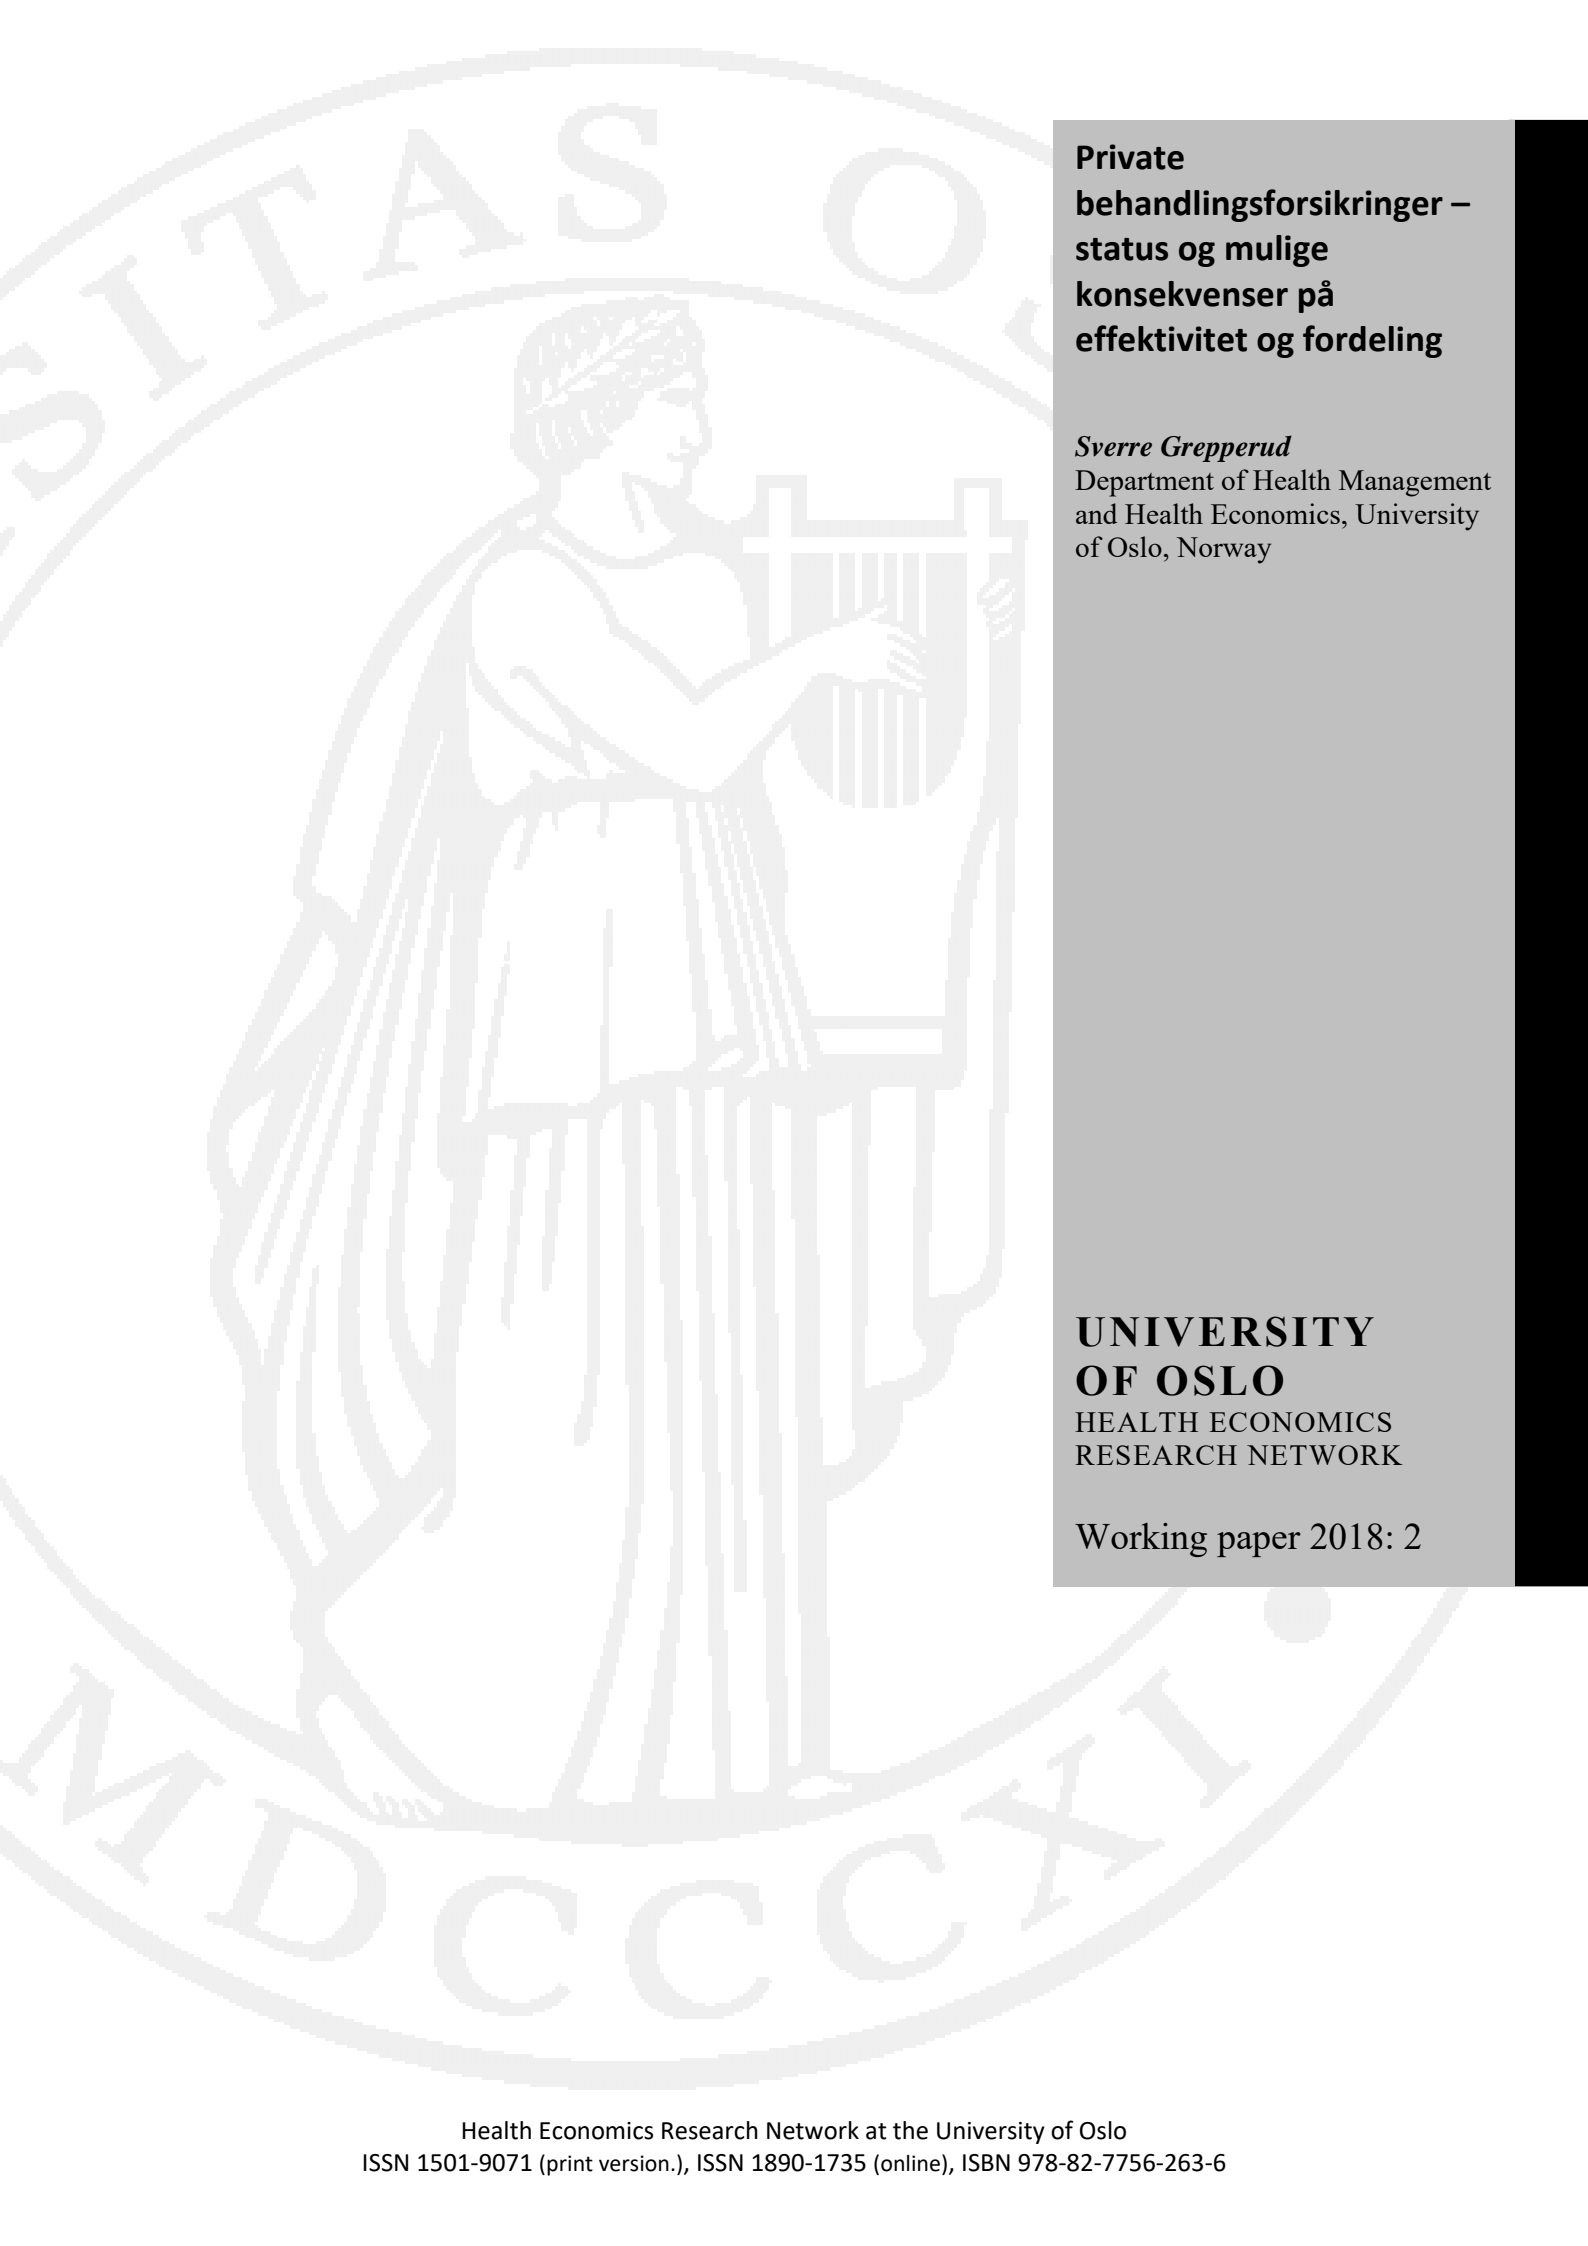 SITAS OS
Private
behandlingsforsikringer –
status og mulige
konsekvenser på
effektivitet og fordeling
Sverre Grepperud
Department of Health Management
and Health Economics, University
of Oslo, Norway
UNIVERSITY
OF OSLO
HEALTH ECONOMICS
RESEARCH NETWORK
Working paper 2018: 2
MDCCCXI
Health Economics Research Network at the University of Oslo
ISSN 1501-9071 (print version.), ISSN 1890-1735 (online), ISBN 978-82-7756-263-6